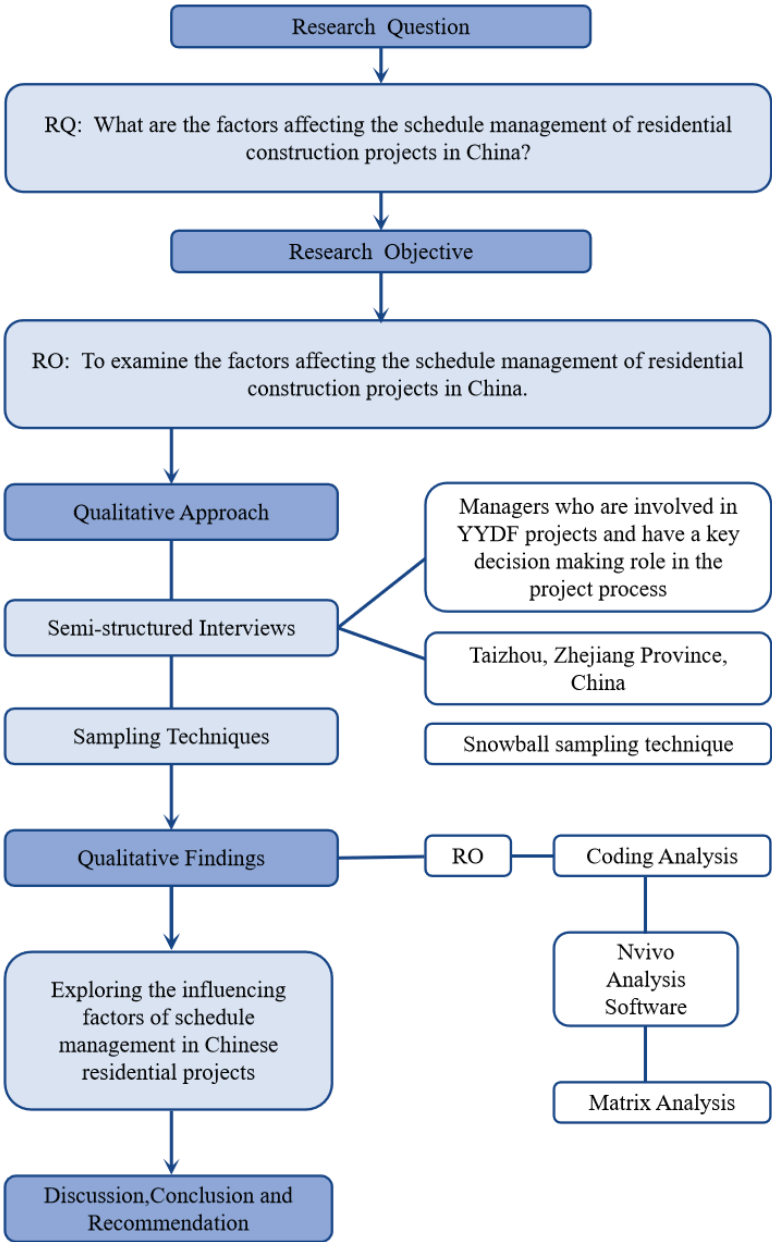 Research Question
RQ: What are the factors affecting the schedule management of residential
construction projects in China?
Research Objective
RO: To examine the factors affecting the schedule management of residential
construction projects in China.
Qualitative Approach
Managers who are involved in
YYDF projects and have a key
decision making role in the
project process
Semi-structured Interviews
Taizhou, Zhejiang Province,
China
Sampling Techniques
Snowball sampling technique
Qualitative Findings
RO
Coding Analysis
Nvivo
Analysis
Software
Exploring the influencing
factors of schedule
management in Chinese
residential projects
Matrix Analysis
Discussion,Conclusion and
Recommendation